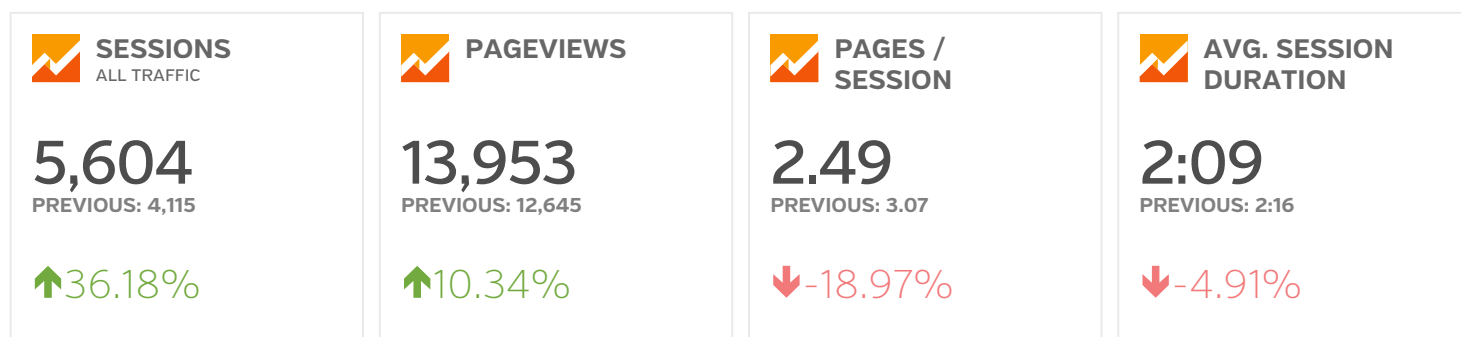 SESSIONS
ALL TRAFFIC
5,604
PREVIOUS: 4,115
36.18%
PAGEVIEWS
13,953
PREVIOUS: 12,645
10.34%
PAGES /
SESSION
2.49
PREVIOUS: 3.07
-18.97%
AVG. SESSION
DURATION
2:09
PREVIOUS: 2:16
-4.91%